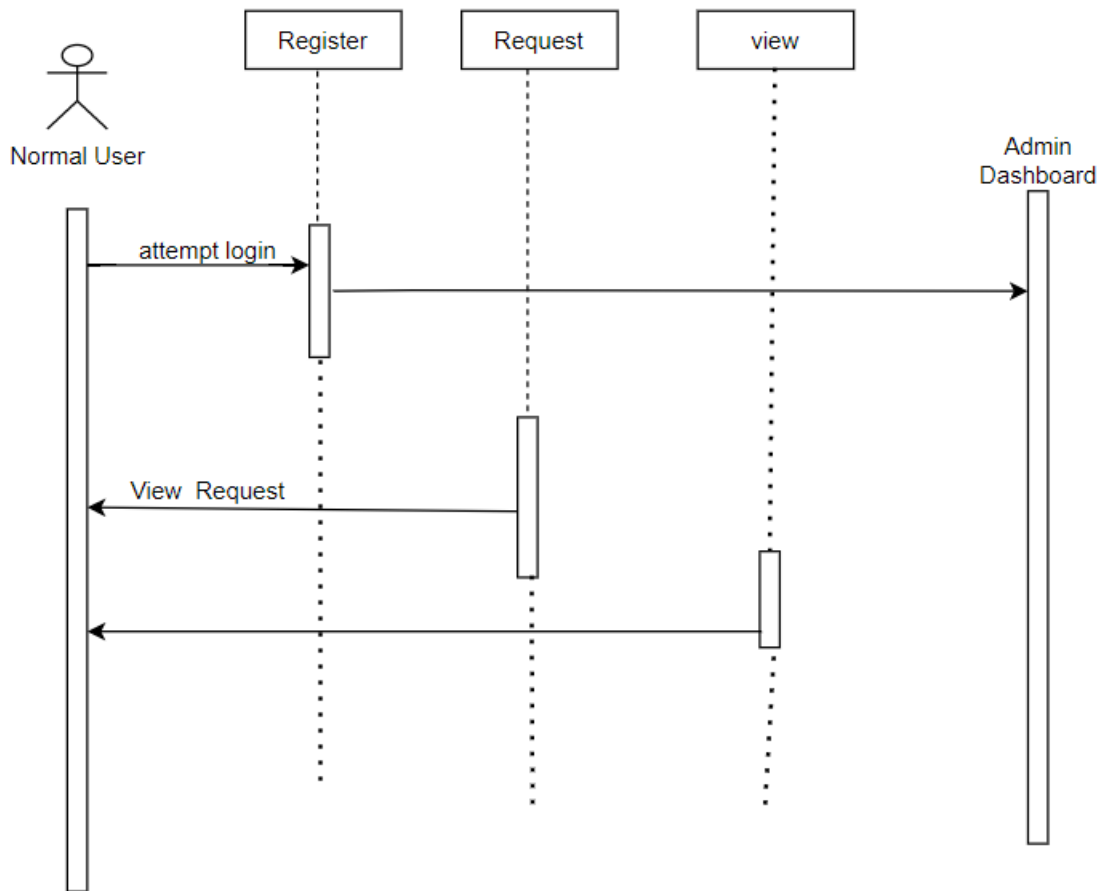 Register
Request
view
Normal User
Admin
Dashboard
attempt login
View  Request